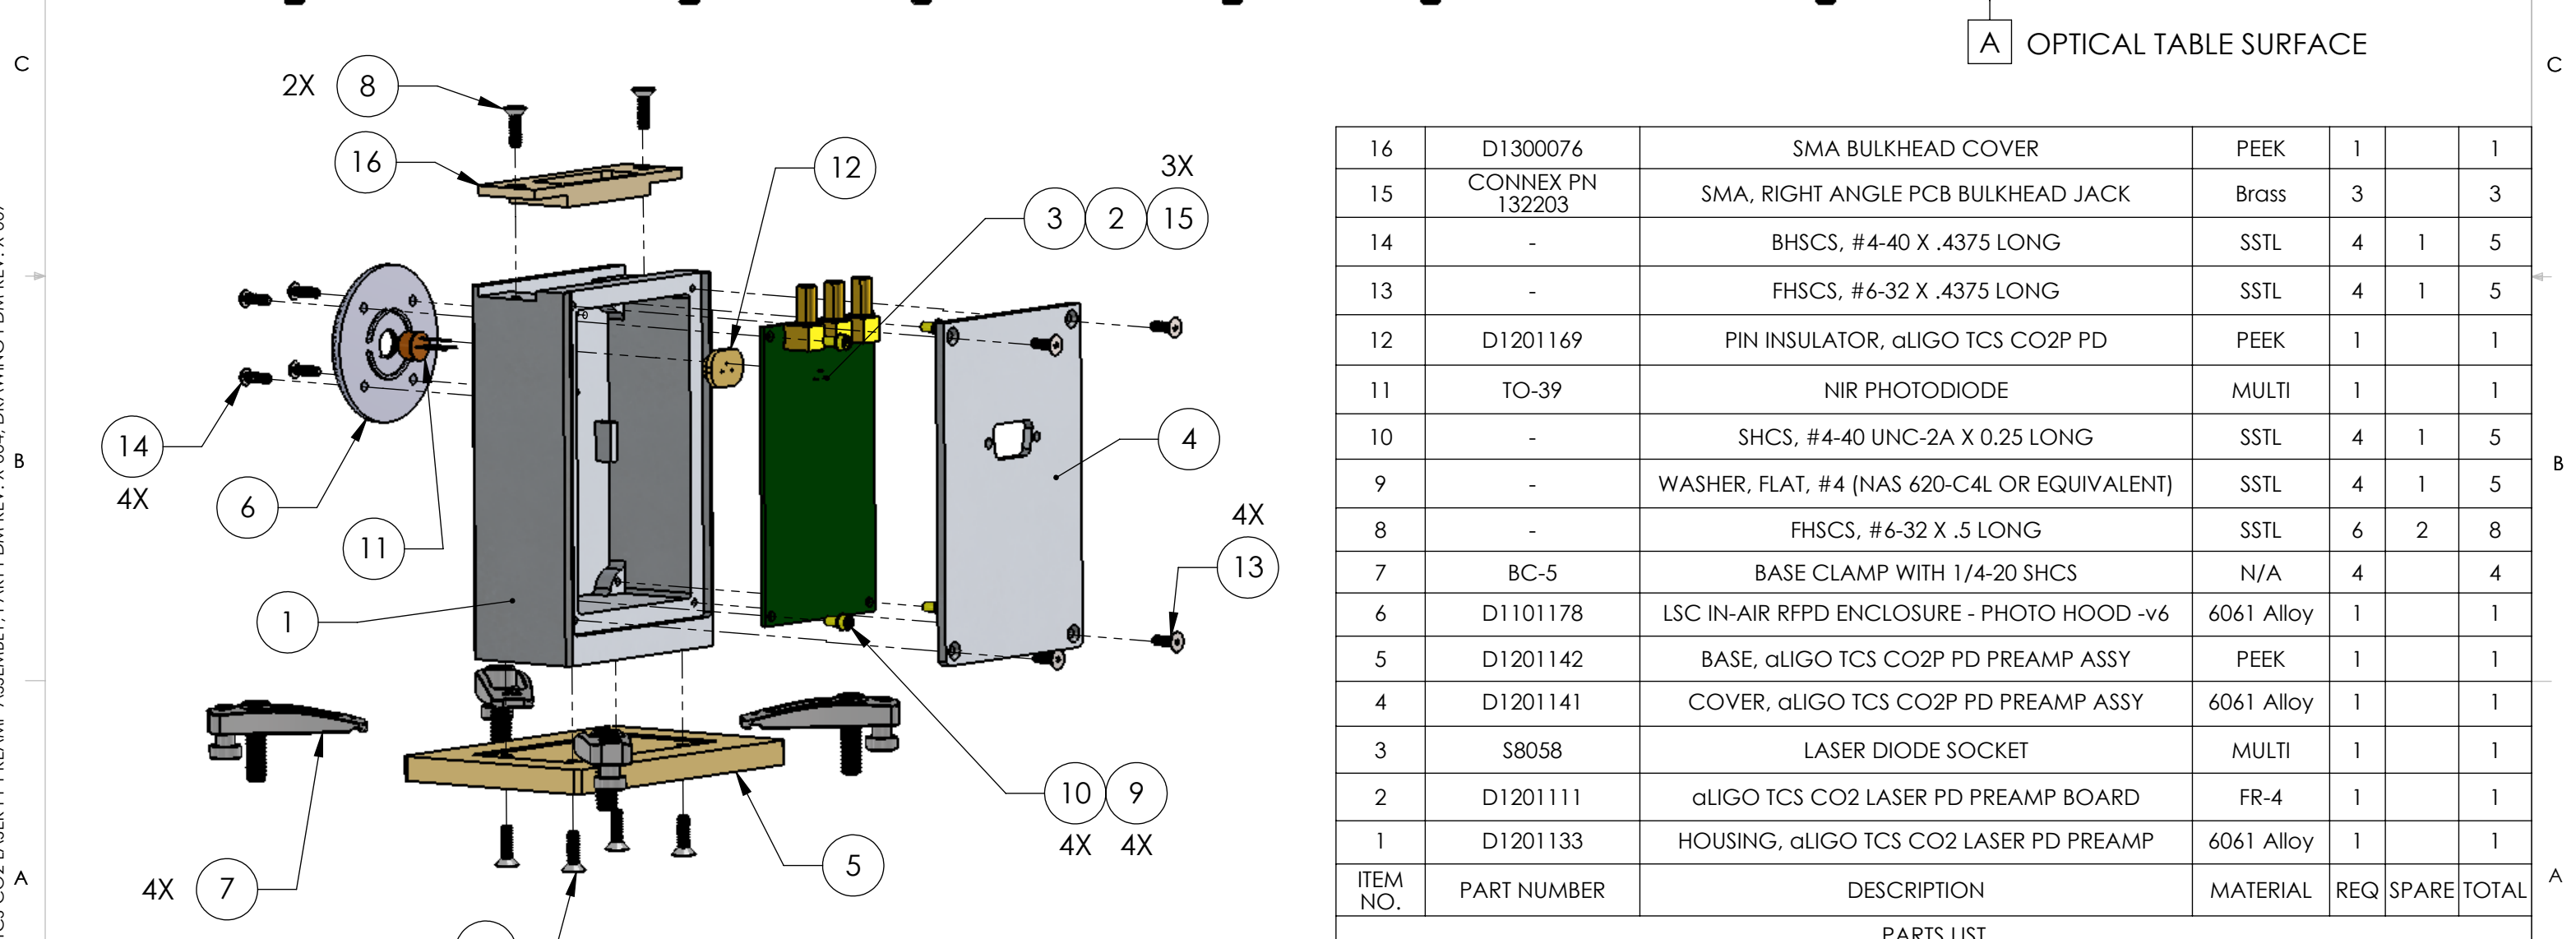 C
A OPTICAL TABLE SURFACE
C
2X 8
16
12
3X
3 2 15
14
4X
6
11
1
4
4X
13
10 9
4X 4X
5
4X 7
B
B
A
A
16 D1300076 SMA BULKHEAD COVER PEEK 1 1
15 CONNEX PN 132203 SMA, RIGHT ANGLE PCB BULKHEAD JACK Brass 3 3
14 - BHSCS, #4-40 X .4375 LONG SSTL 4 1 5
13 - FHSCS, #6-32 X .4375 LONG SSTL 4 1 5
12 D1201169 PIN INSULATOR, aLIGO TCS CO2P PD PEEK 1 1
11 TO-39 NIR PHOTODIODE MULTI 1 1
10 - SHCS, #4-40 UNC-2A X 0.25 LONG SSTL 4 1 5
9 - WASHER, FLAT, #4 (NAS 620-C4L OR EQUIVALENT) SSTL 4 1 5
8 - FHSCS, #6-32 X .5 LONG SSTL 6 2 8
7 BC-5 BASE CLAMP WITH 1/4-20 SHCS N/A 4 4
6 D1101178 LSC IN-AIR RFPD ENCLOSURE - PHOTO HOOD -v6 6061 Alloy 1 1
5 D1201142 BASE, aLIGO TCS CO2P PD PREAMP ASSY PEEK 1 1
4 D1201141 COVER, aLIGO TCS CO2P PD PREAMP ASSY 6061 Alloy 1 1
3 S8058 LASER DIODE SOCKET MULTI 1 1
2 D1201111 aLIGO TCS CO2 LASER PD PREAMP BOARD FR-4 1 1
1 D1201133 HOUSING, aLIGO TCS CO2 LASER PD PREAMP 6061 Alloy 1 1
ITEM NO. PART NUMBER DESCRIPTION MATERIAL REQ SPARE TOTAL
PARTS LIST